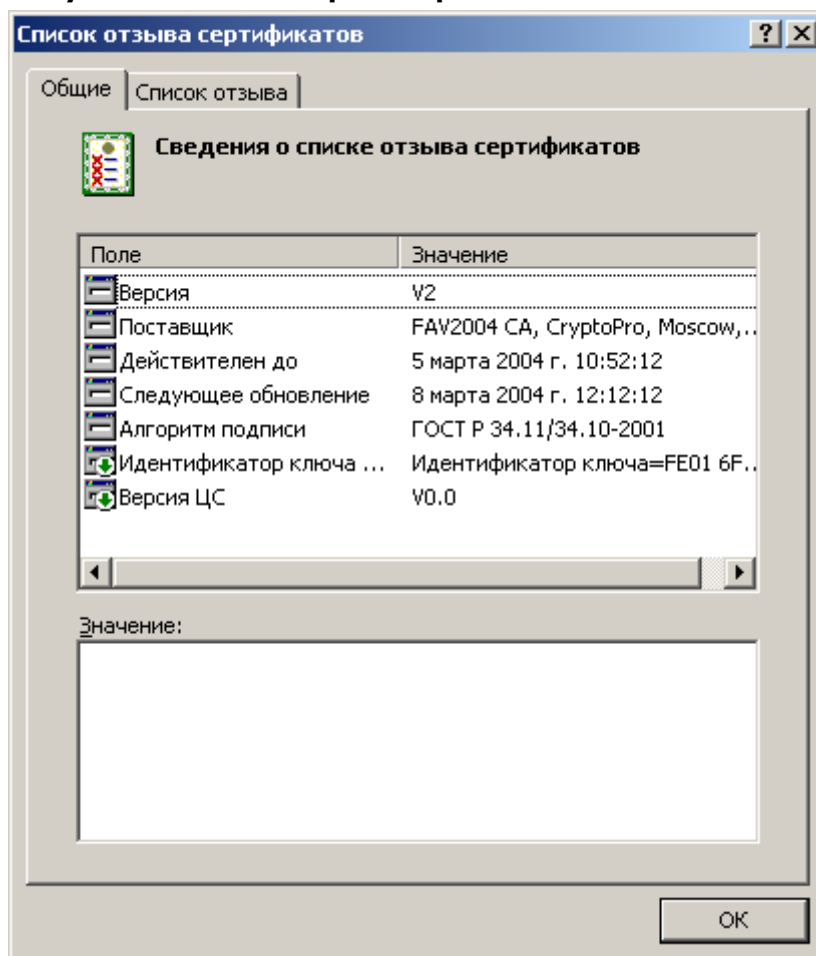 Список отзыва сертификатов
Общие Список отзыва
Сведения о списке отзыва сертификатов
Поле Значение
Версия V2
Поставщик FAV2004 CA, CryptoPro, Moscow,..
Действителен до 5 марта 2004 г. 10:52:12
Следующее обновление 8 марта 2004 г. 12:12:12
Алгоритм подписи ГОСТ Р 34.11/34.10-2001
Идентификатор ключа ... Идентификатор ключа=FE01 6F..
Версия ЦС V0.0
Значение:
OK